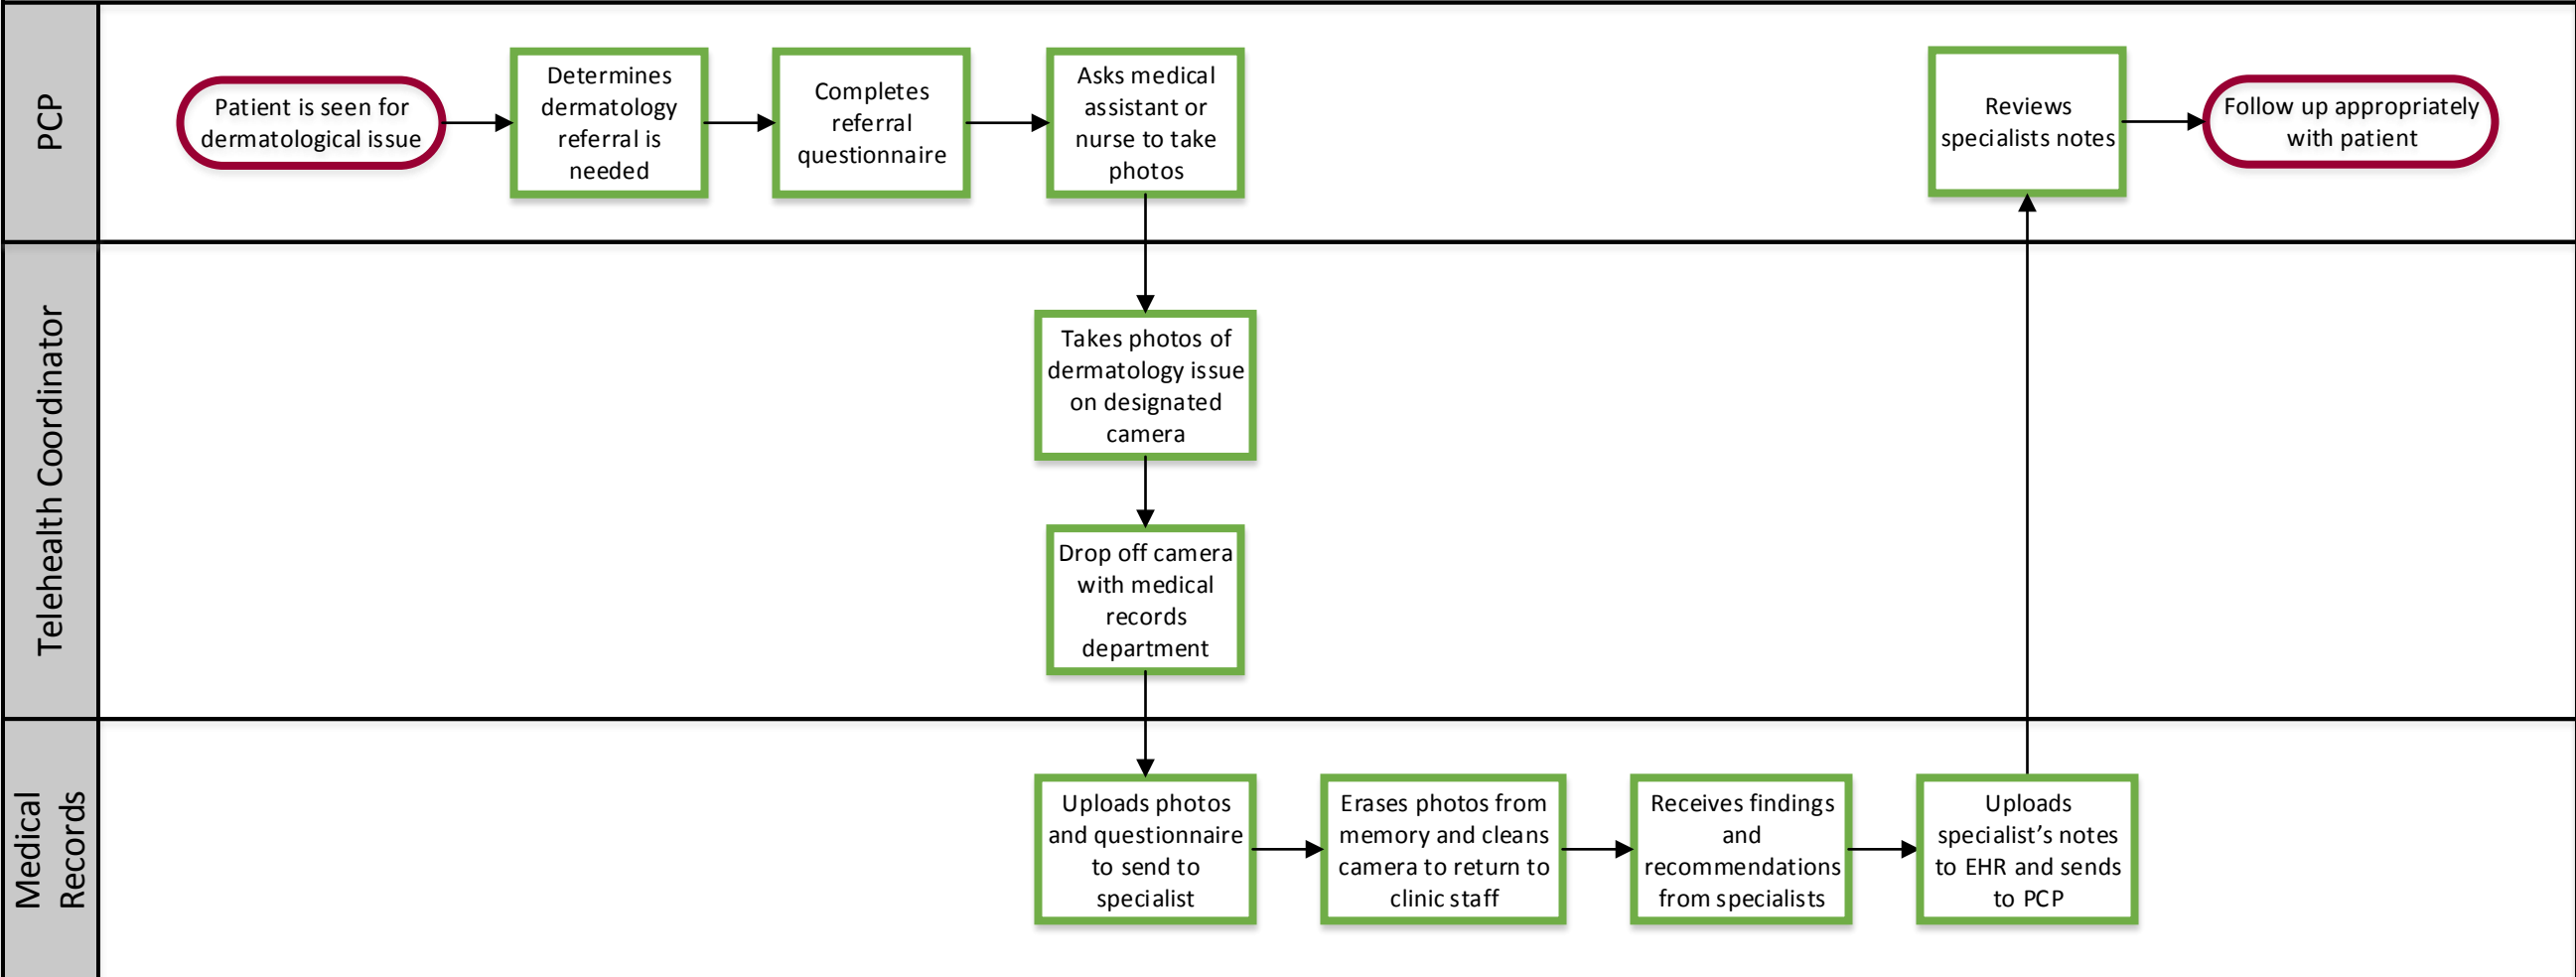 PCP
Patient is seen for
dermatological issue
Determines
dermatology
referral is
needed
Completes
referral
questionnaire
Asks medical
assistant or
nurse to take
photos
Reviews
specialists notes
Follow up appropriately
with patient
Telehealth Coordinator
Takes photos of
dermatology issue
on designated
camera
Drop off camera
with medical
records
department
Medical
Records
Uploads photos
and questionnaire
to send to
specialist
Erases photos from
memory and cleans
camera to return to
clinic staff
Receives findings
and
recommendations
from specialists
Uploads
specialist’s notes
to EHR and sends
to PCP